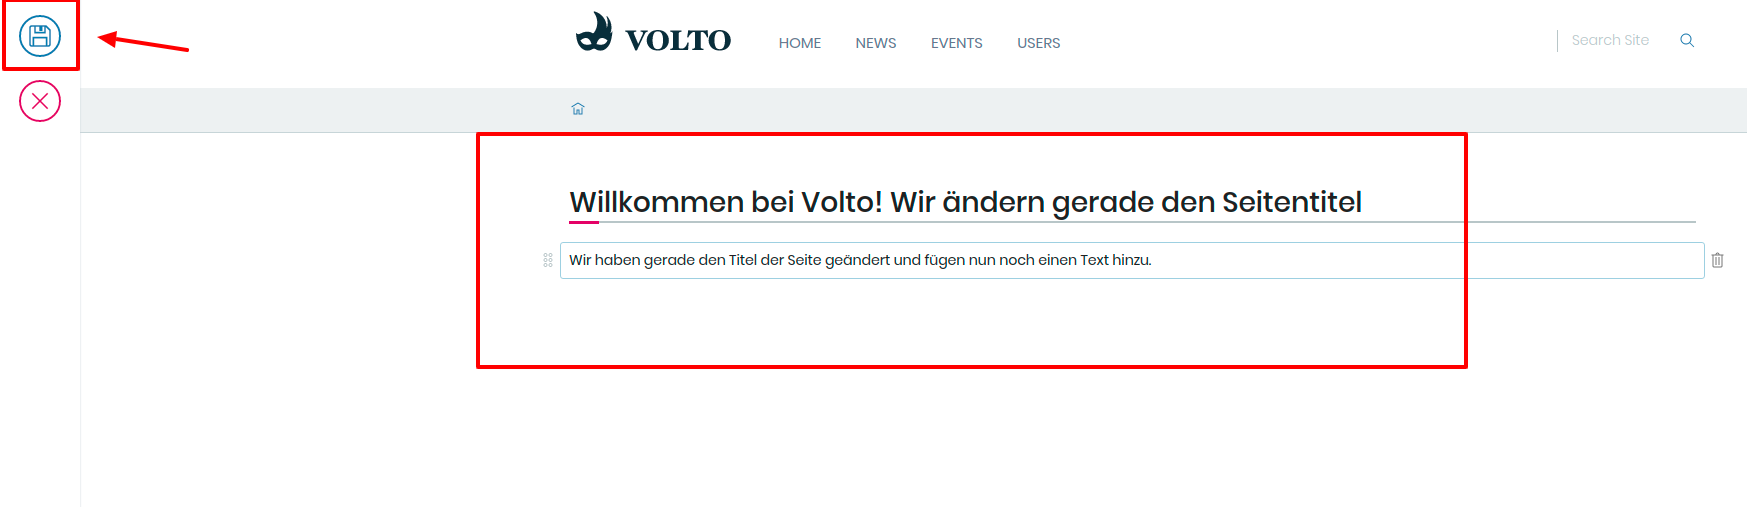 VOLTO
HOME NEWS EVENTS USERS
Search Site
Willkommen bei Volto! Wir ändern gerade den Seitentitel
Wir haben gerade den Titel der Seite geändert und fügen nun noch einen Text hinzu.